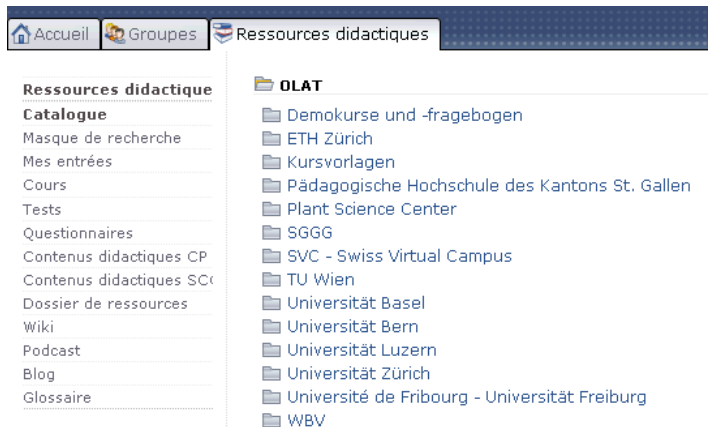 Accueil Groupes Ressources didactiques
Ressources didactique
Catalogue
Masque de recherche
Mes entrées
Cours
Tests
Questionnaires
Contenus didactiques CP
Contenus didactiques SC
Dossier de ressources
Wiki
Podcast
Blog
Glossaire
OLAT
Demokurse und -fragebogen
ETH Zürich
Kursvorlagen
Pädagogische Hochschule des Kantons St. Gallen
Plant Science Center
SGGG
SVC - Swiss Virtual Campus
TU Wien
Universität Basel
Universität Bern
Universität Luzern
Universität Zürich
Université de Fribourg - Universität Freiburg
WBV